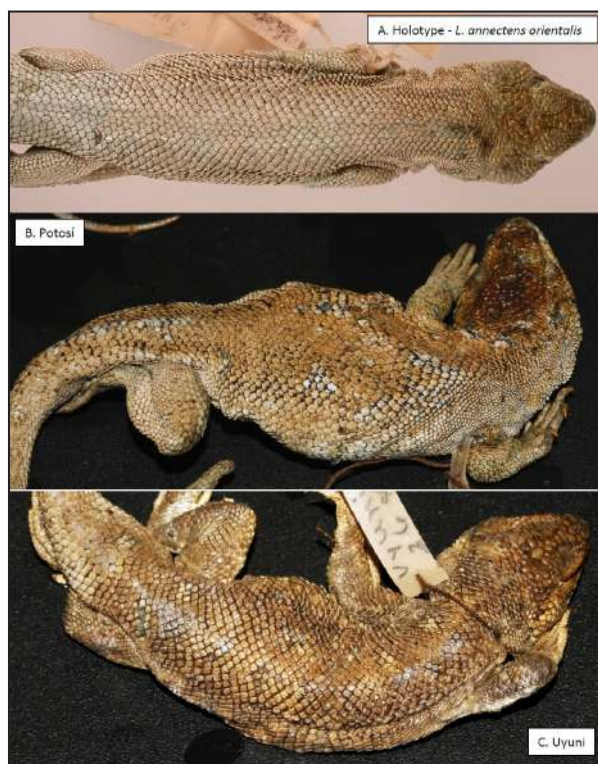 A. Holotype - L. annectens orientalis
B. Potosí
C. Uyuni